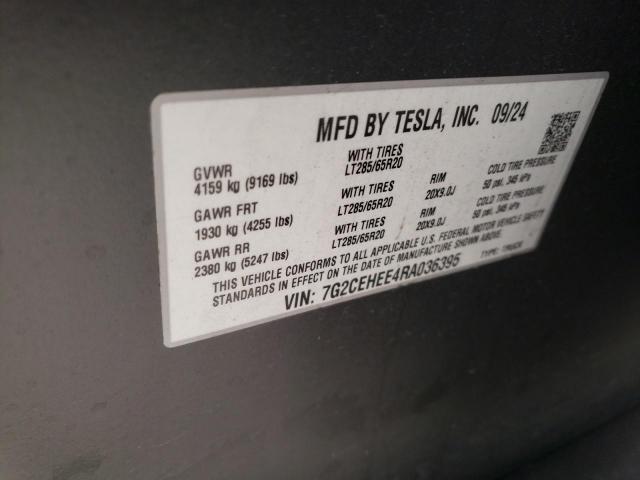 MFD BY TESLA, INC. 09/24
GVWR
4159 kg (9169 lbs)
WITH TIRES
LT285/65R20
GAWR FRT
1930 kg (4255 lbs)
WITH TIRES
LT285/65R20
RIM
20X9.0J
COLD TIRE PRESSURE
50 psi, 345 kPa
GAWR RR
2380 kg (5247 lbs)
WITH TIRES
LT285/65R20
RIM
20X9.0J
COLD TIRE PRESSURE
50 psi, 345 kPa
THIS VEHICLE CONFORMS TO ALL APPLICABLE U.S. FEDERAL MOTOR VEHICLE SAFETY
STANDARDS IN EFFECT ON THE DATE OF MANUFACTURE SHOWN ABOVE.
VIN: 7G2CEHEE4RA036395 TYPE: TRUCK